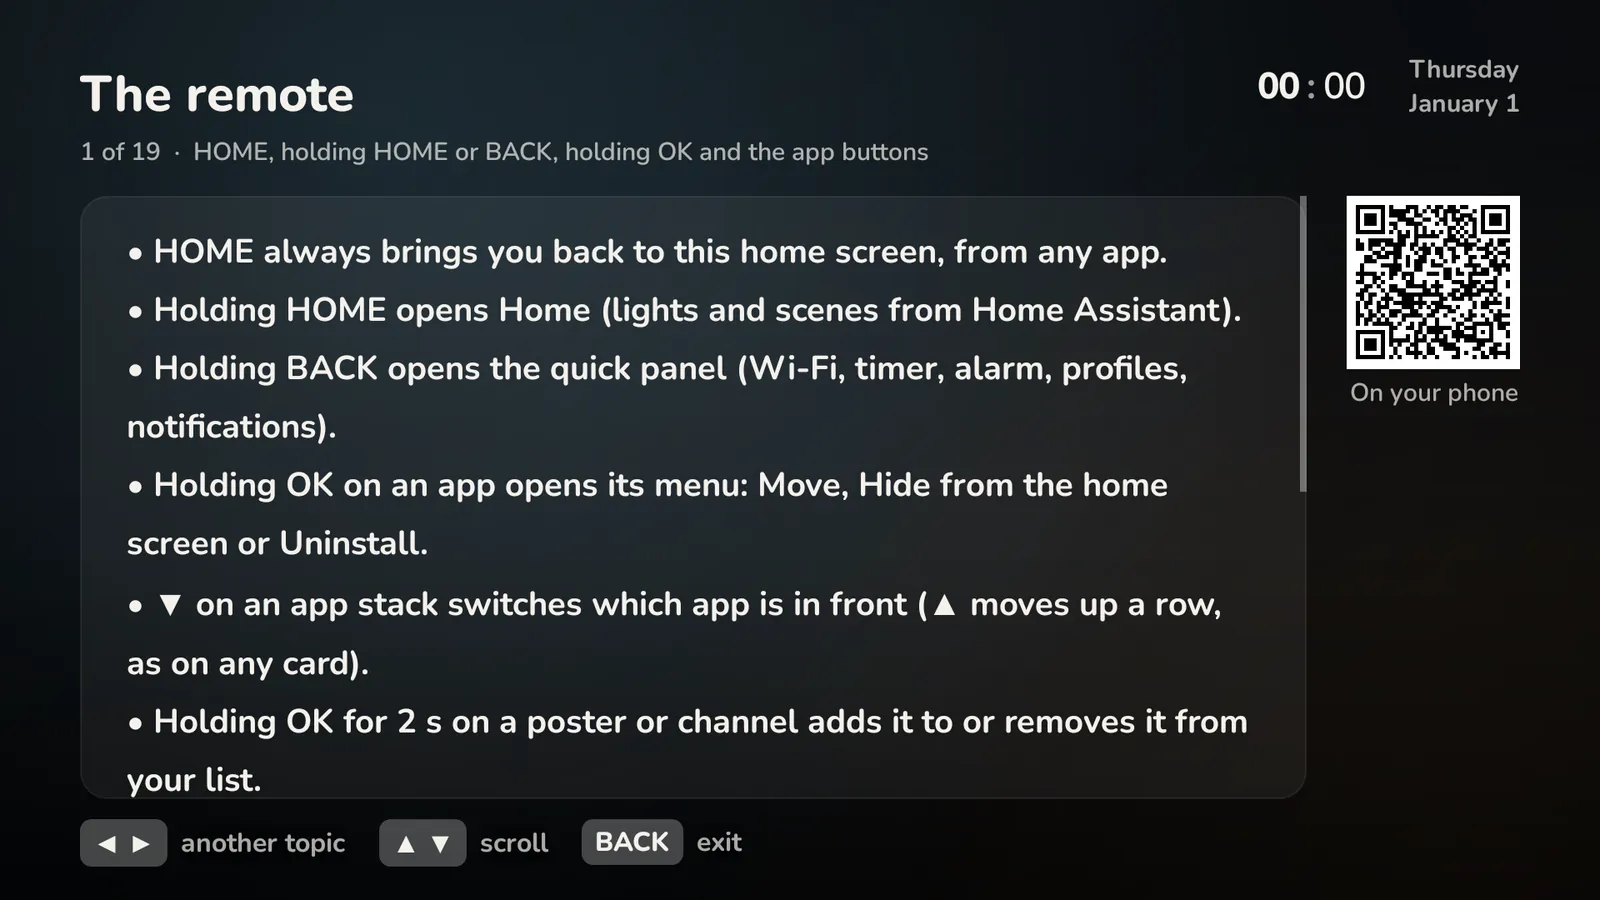 The remote
00:00
Thursday
January 1
1 of 19 · HOME, holding HOME or BACK, holding OK and the app buttons
• HOME always brings you back to this home screen, from any app.
• Holding HOME opens Home (lights and scenes from Home Assistant).
• Holding BACK opens the quick panel (Wi-Fi, timer, alarm, profiles,
notifications).
• Holding OK on an app opens its menu: Move, Hide from the home
screen or Uninstall.
• ▼ on an app stack switches which app is in front (▲ moves up a row,
as on any card).
• Holding OK for 2 s on a poster or channel adds it to or removes it from
your list.
On your phone
◀ ▶ another topic ▲ ▼ scroll BACK exit